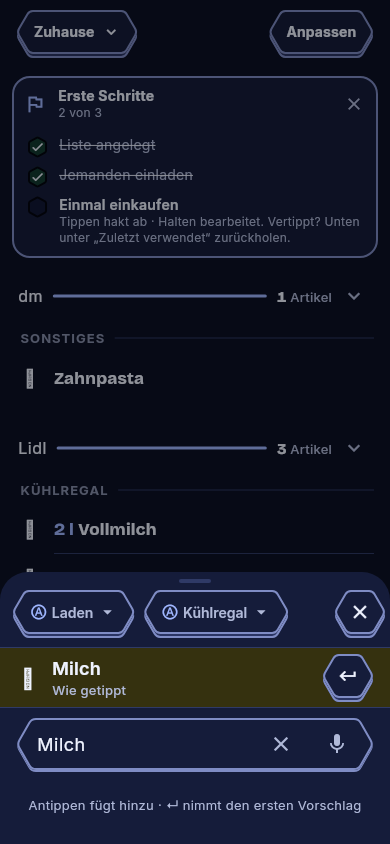 Zuhause
Anpassen
Erste Schritte
2 von 3
Liste angelegt
Jemanden einladen
Einmal einkaufen
Tippen hakt ab · Halten bearbeitet. Vertippt? Unten
unter „Zuletzt verwendet“ zurückholen.
dm
1 Artikel
SONSTIGES
Zahnpasta
Lidl
3 Artikel
KÜHLREGAL
2 l Vollmilch
A Laden
A Kühlregal
Milch
Wie getippt
Milch
Antippen fügt hinzu · ↵ nimmt den ersten Vorschlag